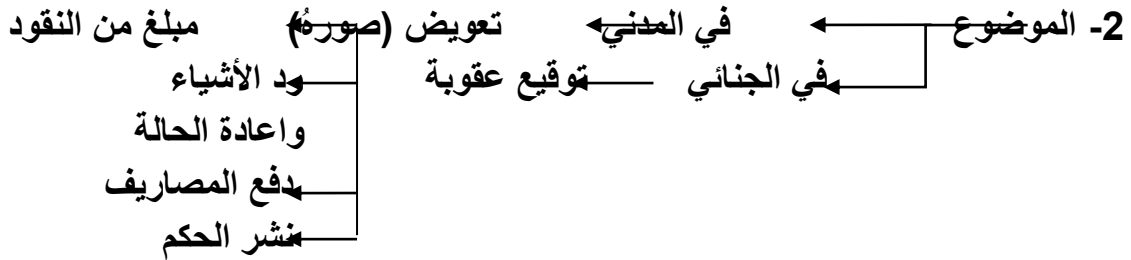 2- الموضوع في المدني تعويض (صوره) مبلغ من النقود
في الجنائي توقيع عقوبة رد الأشياء
واعادة الحالة
دفع المصاريف
نشر الحكم